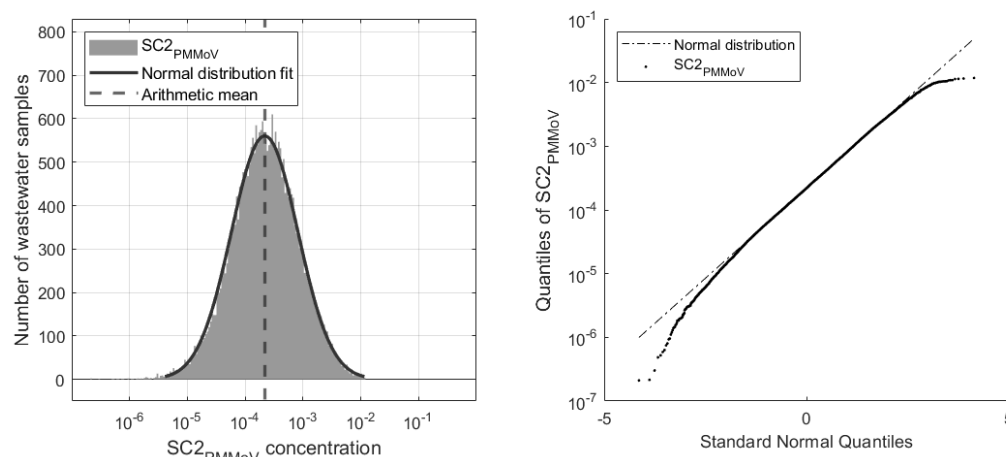 800
700
600
500
400
300
200
100
0
Number of wastewater samples
SC2PMMoV
Normal distribution fit
Arithmetic mean
10-6
10-5
10-4
10-3
10-2
10-1
SC2PMMoV concentration
10-1
10-2
10-3
10-4
10-5
10-6
10-7
Quantiles of SC2PMMoV
Normal distribution
SC2PMMoV
-5
0
5
Standard Normal Quantiles